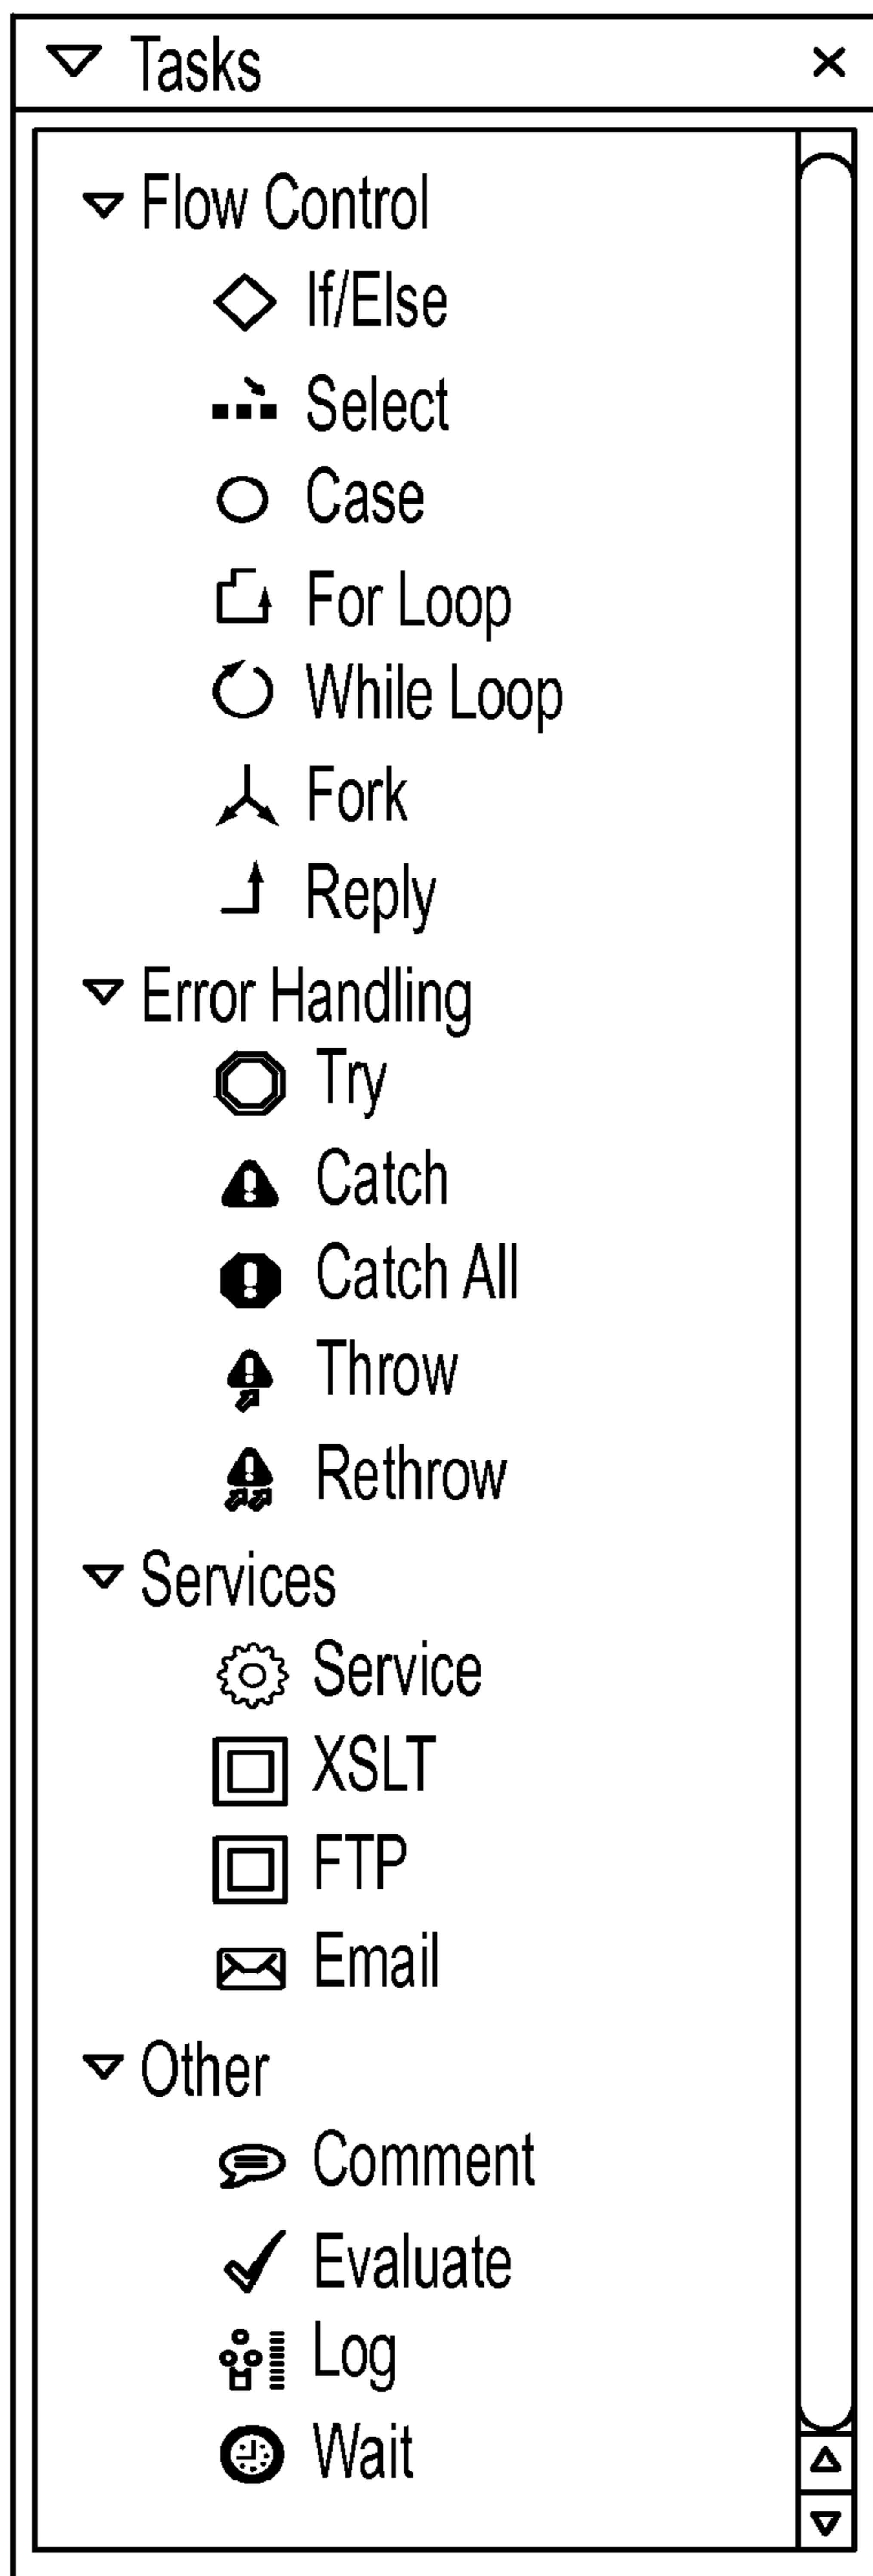 Tasks
Flow Control
If/Else
Select
Case
For Loop
While Loop
Fork
Reply
Error Handling
Try
Catch
Catch All
Throw
Rethrow
Services
Service
XSLT
FTP
Email
Other
Comment
Evaluate
Log
Wait